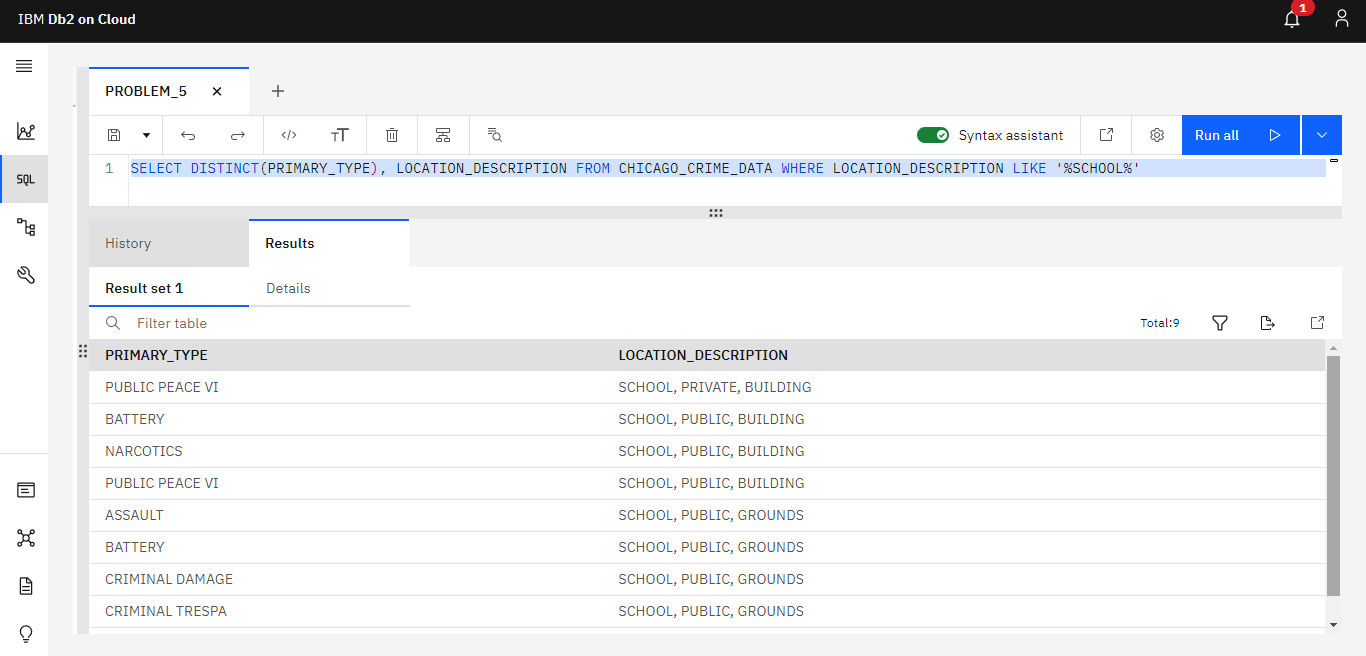 IBM Db2 on Cloud
1
PROBLEM_5
Syntax assistant
Run all
SQL
1 SELECT DISTINCT(PRIMARY_TYPE), LOCATION_DESCRIPTION FROM CHICAGO_CRIME_DATA WHERE LOCATION_DESCRIPTION LIKE '%SCHOOL%'
History Results
Result set 1 Details
Filter table Total:9
PRIMARY_TYPE LOCATION_DESCRIPTION
PUBLIC PEACE VI SCHOOL, PRIVATE, BUILDING
BATTERY SCHOOL, PUBLIC, BUILDING
NARCOTICS SCHOOL, PUBLIC, BUILDING
PUBLIC PEACE VI SCHOOL, PUBLIC, BUILDING
ASSAULT SCHOOL, PUBLIC, GROUNDS
BATTERY SCHOOL, PUBLIC, GROUNDS
CRIMINAL DAMAGE SCHOOL, PUBLIC, GROUNDS
CRIMINAL TRESPA SCHOOL, PUBLIC, GROUNDS